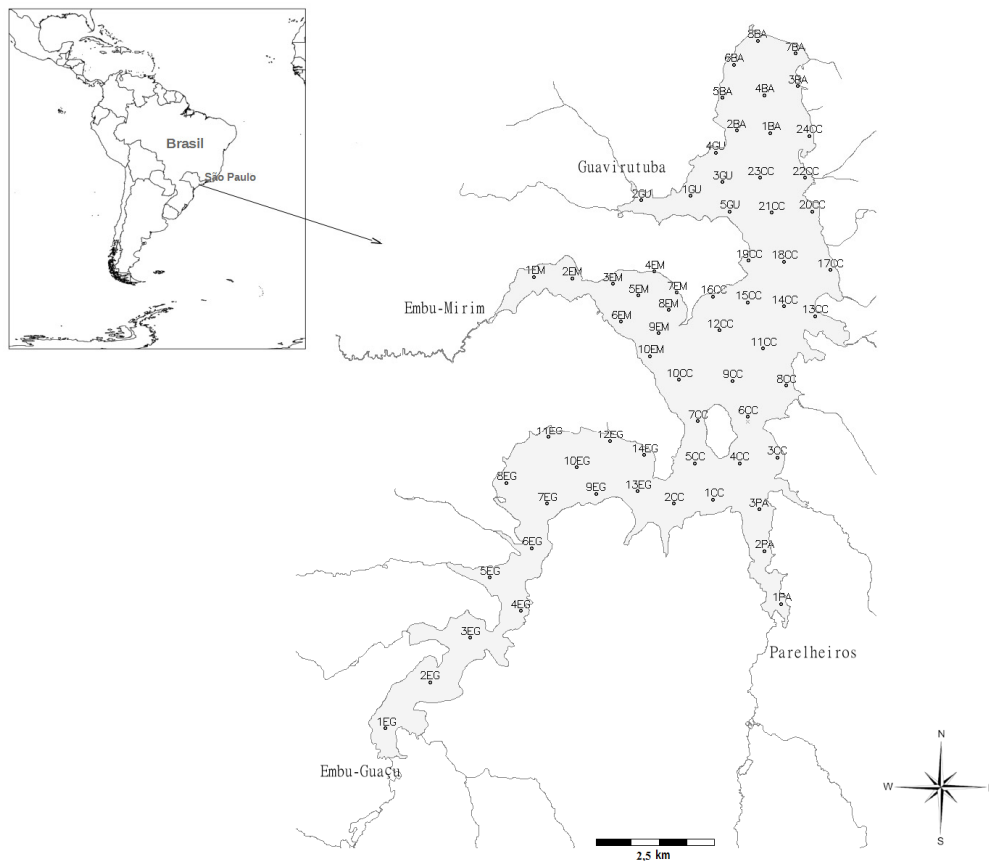 Brasil
São Paulo
8BA
7BA
6BA
3BA
5BA
4BA
2BA
1BA
24CC
4GU
Guavirutuba
3GU
23CC
22CC
2GU
1GU
5GU
21CC
20CC
19CC
18CC
17CC
1EM
2EM
3EM
4EM
5EM
7EM
16CC
15CC
14CC
Embu-Mirim
8EM
13CC
6EM
9EM
12CC
10EM
11CC
10CC
9CC
8CC
7CC
6CC
11EG
12EG
14EG
10EG
5CC
4CC
3CC
8EG
7EG
9EG
13EG
2CC
1CC
3PA
6EG
2PA
5EG
4EG
1PA
3EG
Parelheiros
2EG
1EG
Embu-Guaçu
N
W
S
2,5 km